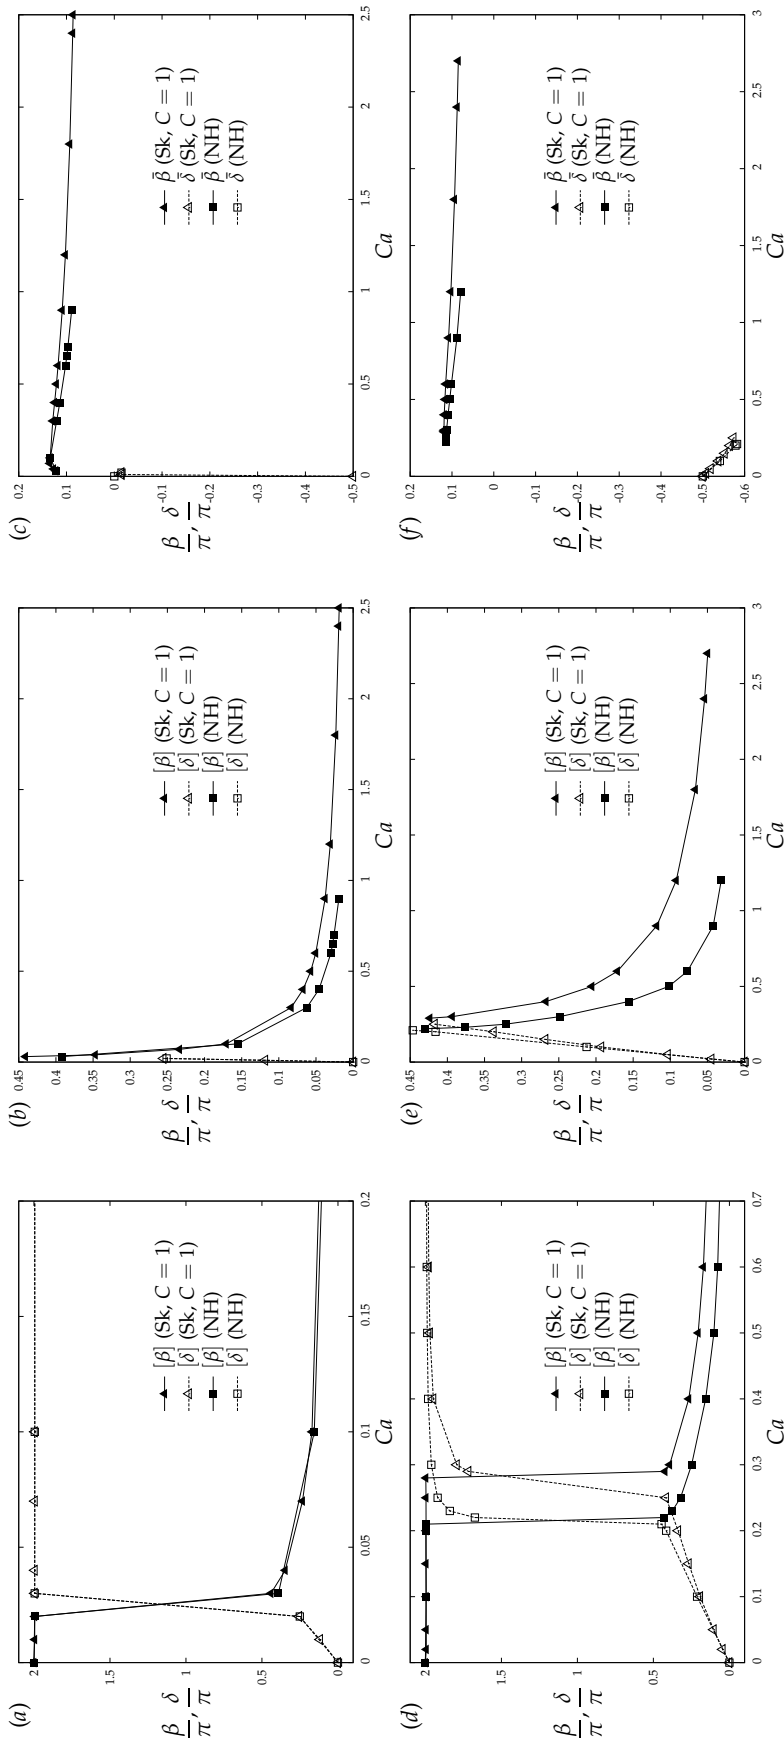 (a)
2
1.5
1
0.5
0
β/π, δ/π
[β] (Sk, C = 1)
[δ] (Sk, C = 1)
[β] (NH)
[δ] (NH)
0 0.05 0.1 0.15 0.2
Ca
(b)
0.45
0.4
0.35
0.3
0.25
0.2
0.15
0.1
0.05
0
β/π, δ/π
[β] (Sk, C = 1)
[δ] (Sk, C = 1)
[β] (NH)
[δ] (NH)
0 0.5 1 1.5 2 2.5
Ca
(c)
0.2
0.1
0
-0.1
-0.2
-0.3
-0.4
-0.5
β/π, δ/π
β̄ (Sk, C = 1)
δ̄ (Sk, C = 1)
β̄ (NH)
δ̄ (NH)
0 0.5 1 1.5 2 2.5
Ca
(d)
2
1.5
1
0.5
0
β/π, δ/π
[β] (Sk, C = 1)
[δ] (Sk, C = 1)
[β] (NH)
[δ] (NH)
0 0.1 0.2 0.3 0.4 0.5 0.6 0.7
Ca
(e)
0.45
0.4
0.35
0.3
0.25
0.2
0.15
0.1
0.05
0
β/π, δ/π
[β] (Sk, C = 1)
[δ] (Sk, C = 1)
[β] (NH)
[δ] (NH)
0 0.5 1 1.5 2 2.5 3
Ca
(f)
0.2
0.1
0
-0.1
-0.2
-0.3
-0.4
-0.5
-0.6
β/π, δ/π
β̄ (Sk, C = 1)
δ̄ (Sk, C = 1)
β̄ (NH)
δ̄ (NH)
0 0.5 1 1.5 2 2.5 3
Ca